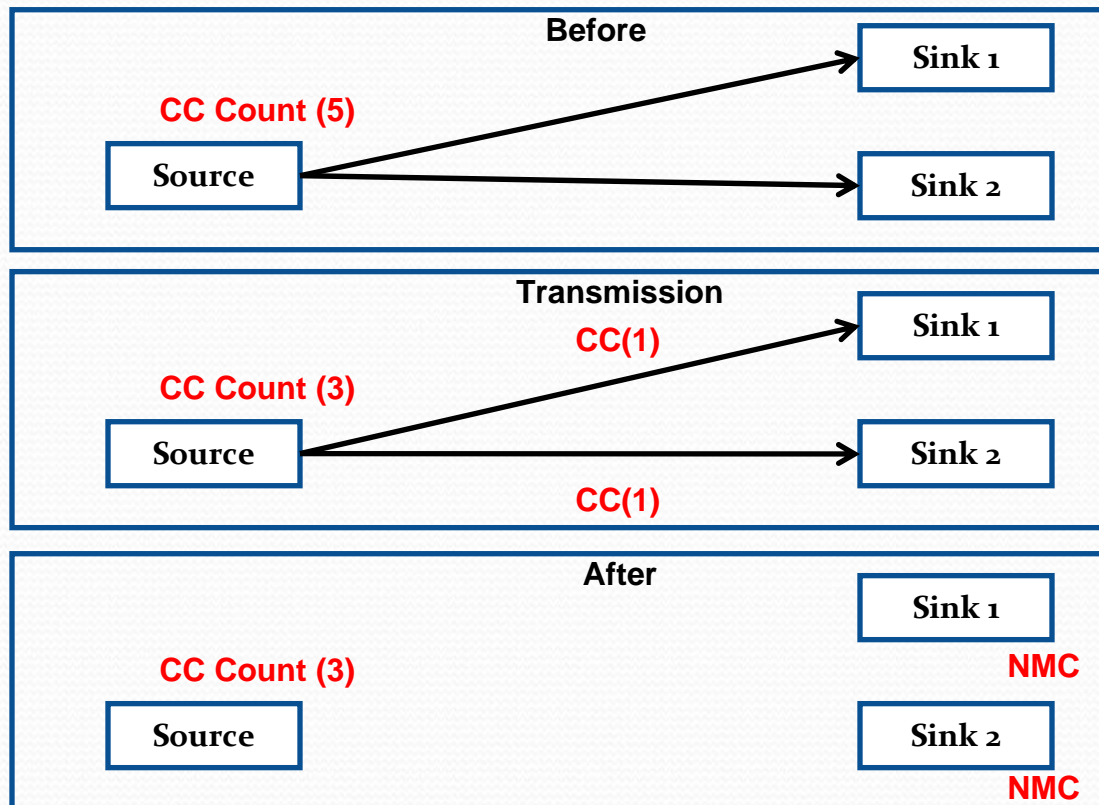 Before
Sink 1
CC Count (5)
Source
Sink 2
Transmission
Sink 1
CC(1)
CC Count (3)
Source
Sink 2
CC(1)
After
Sink 1
CC Count (3)
NMC
Source
Sink 2
NMC